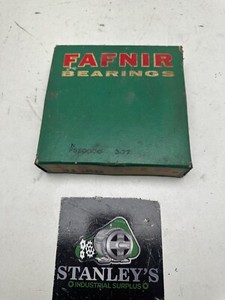 FAFNIR
BEARINGS
STANLEY'S
INDUSTRIAL SURPLUS